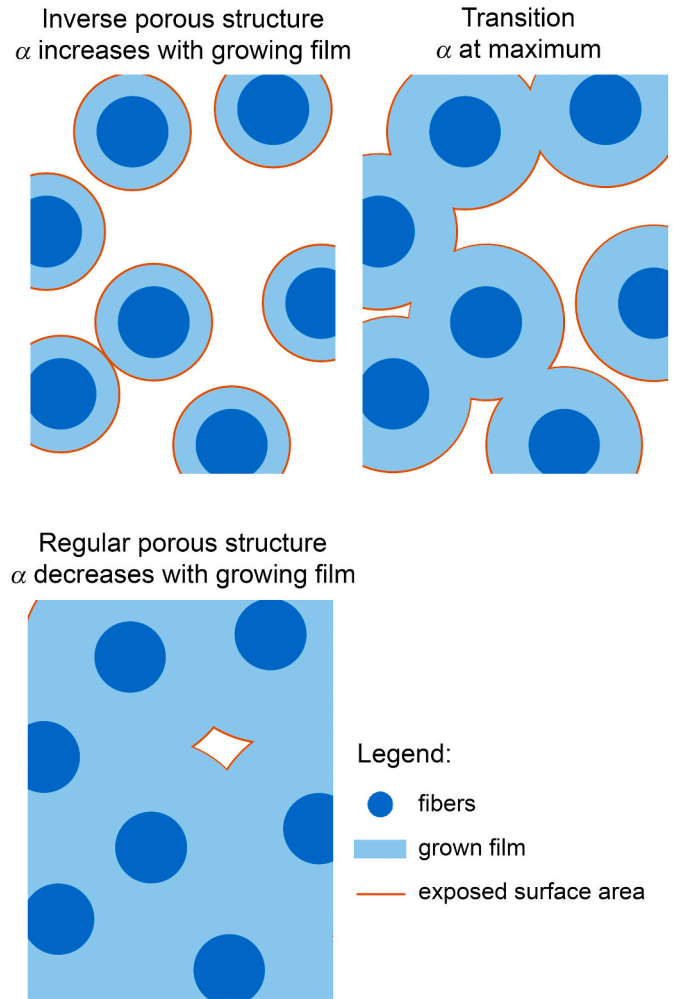 Inverse porous structure
α increases with growing film
Transition
α at maximum
Regular porous structure
α decreases with growing film
Legend:
fibers
grown film
exposed surface area